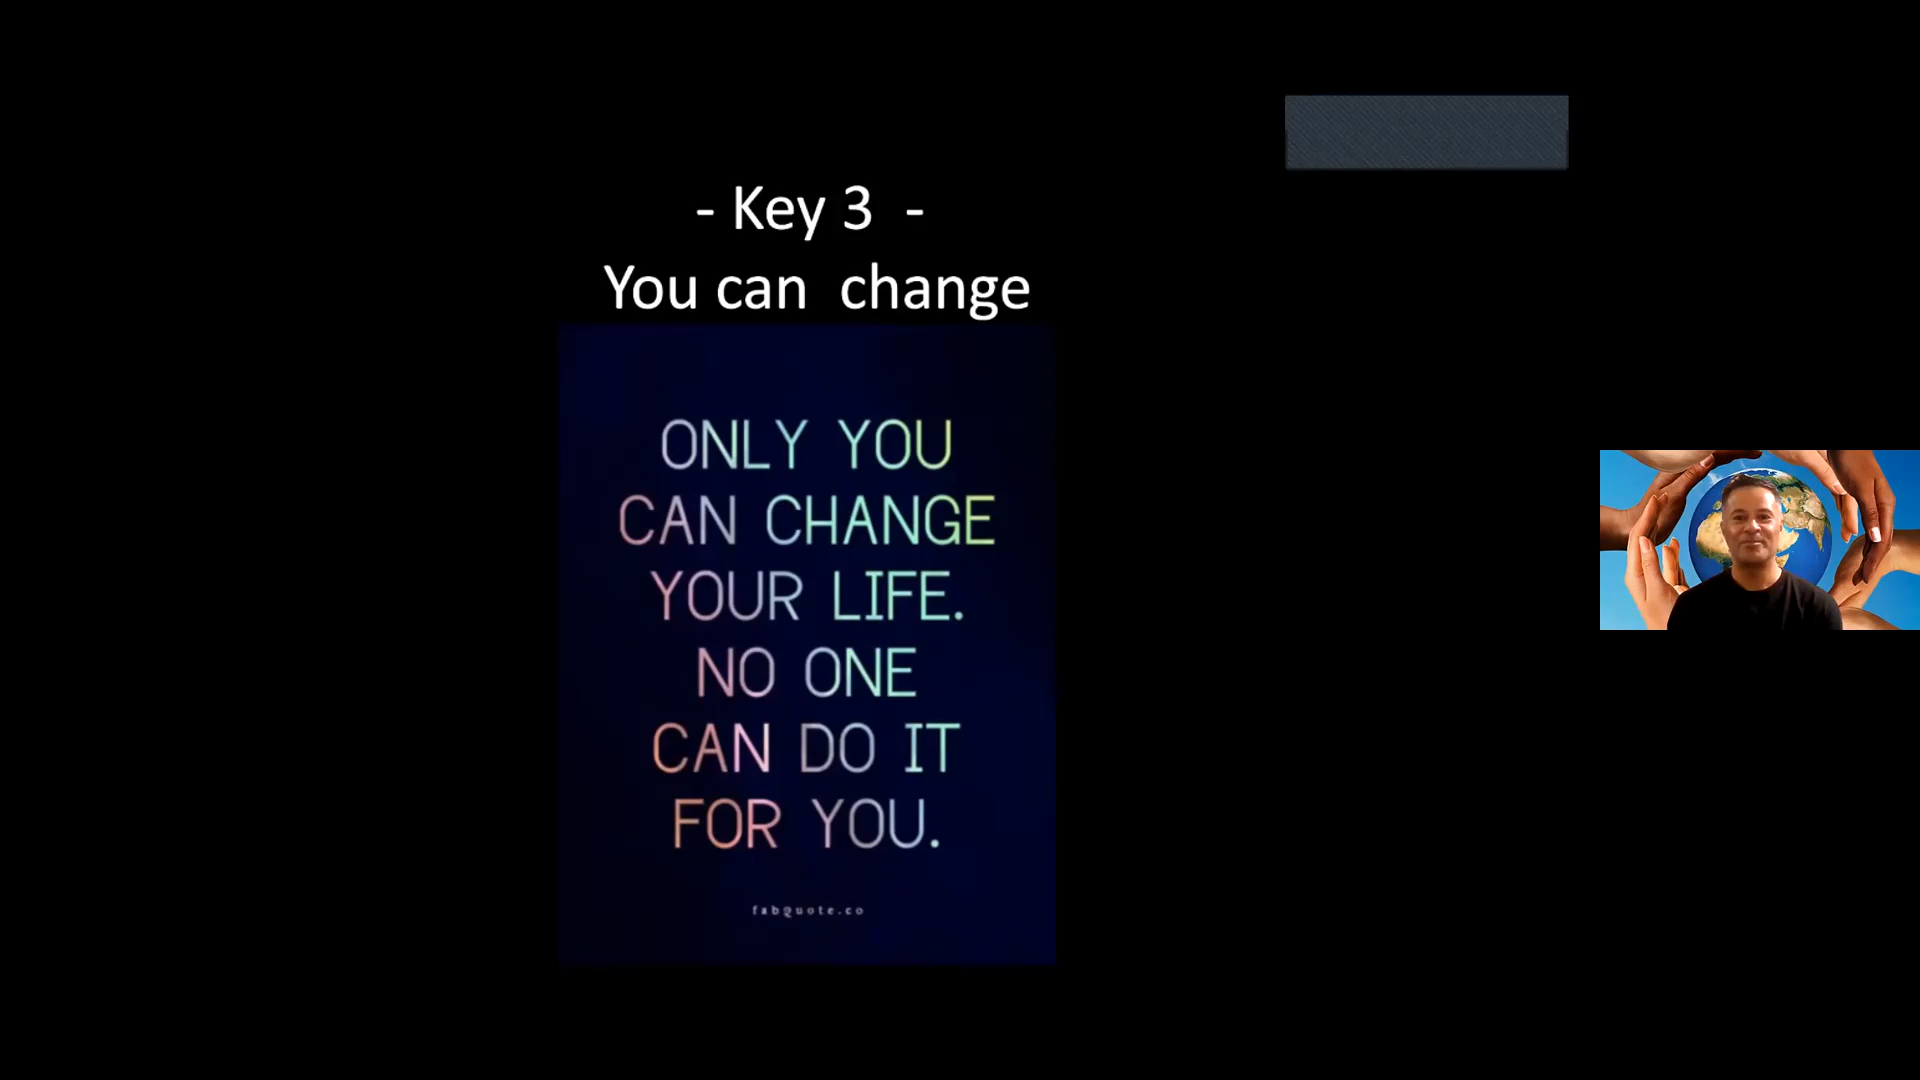 - Key 3 -
You can change
ONLY YOU
CAN CHANGE
YOUR LIFE.
NO ONE
CAN DO IT
FOR YOU.
fabquote.co